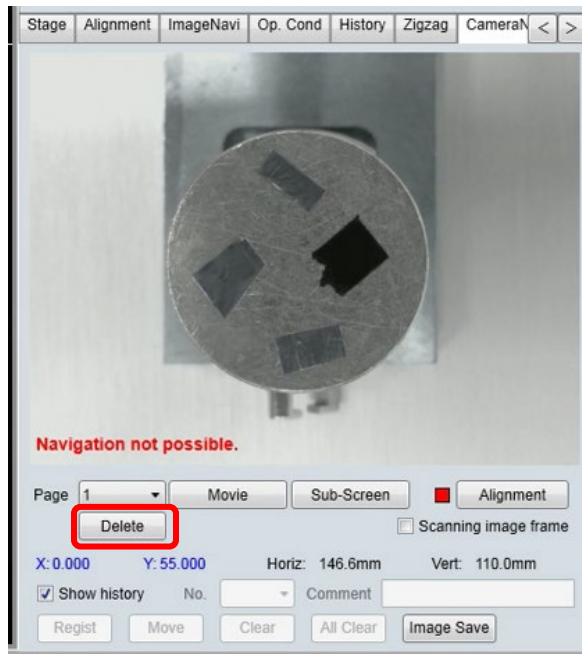 Stage Alignment ImageNavi Op. Cond History Zigzag CameraN < >
Navigation not possible.
Page 1 Movie Sub-Screen Alignment
Delete Scanning image frame
X: 0.000 Y: 55.000 Horiz: 146.6mm Vert: 110.0mm
Show history No. Comment
Regist Move Clear All Clear Image Save